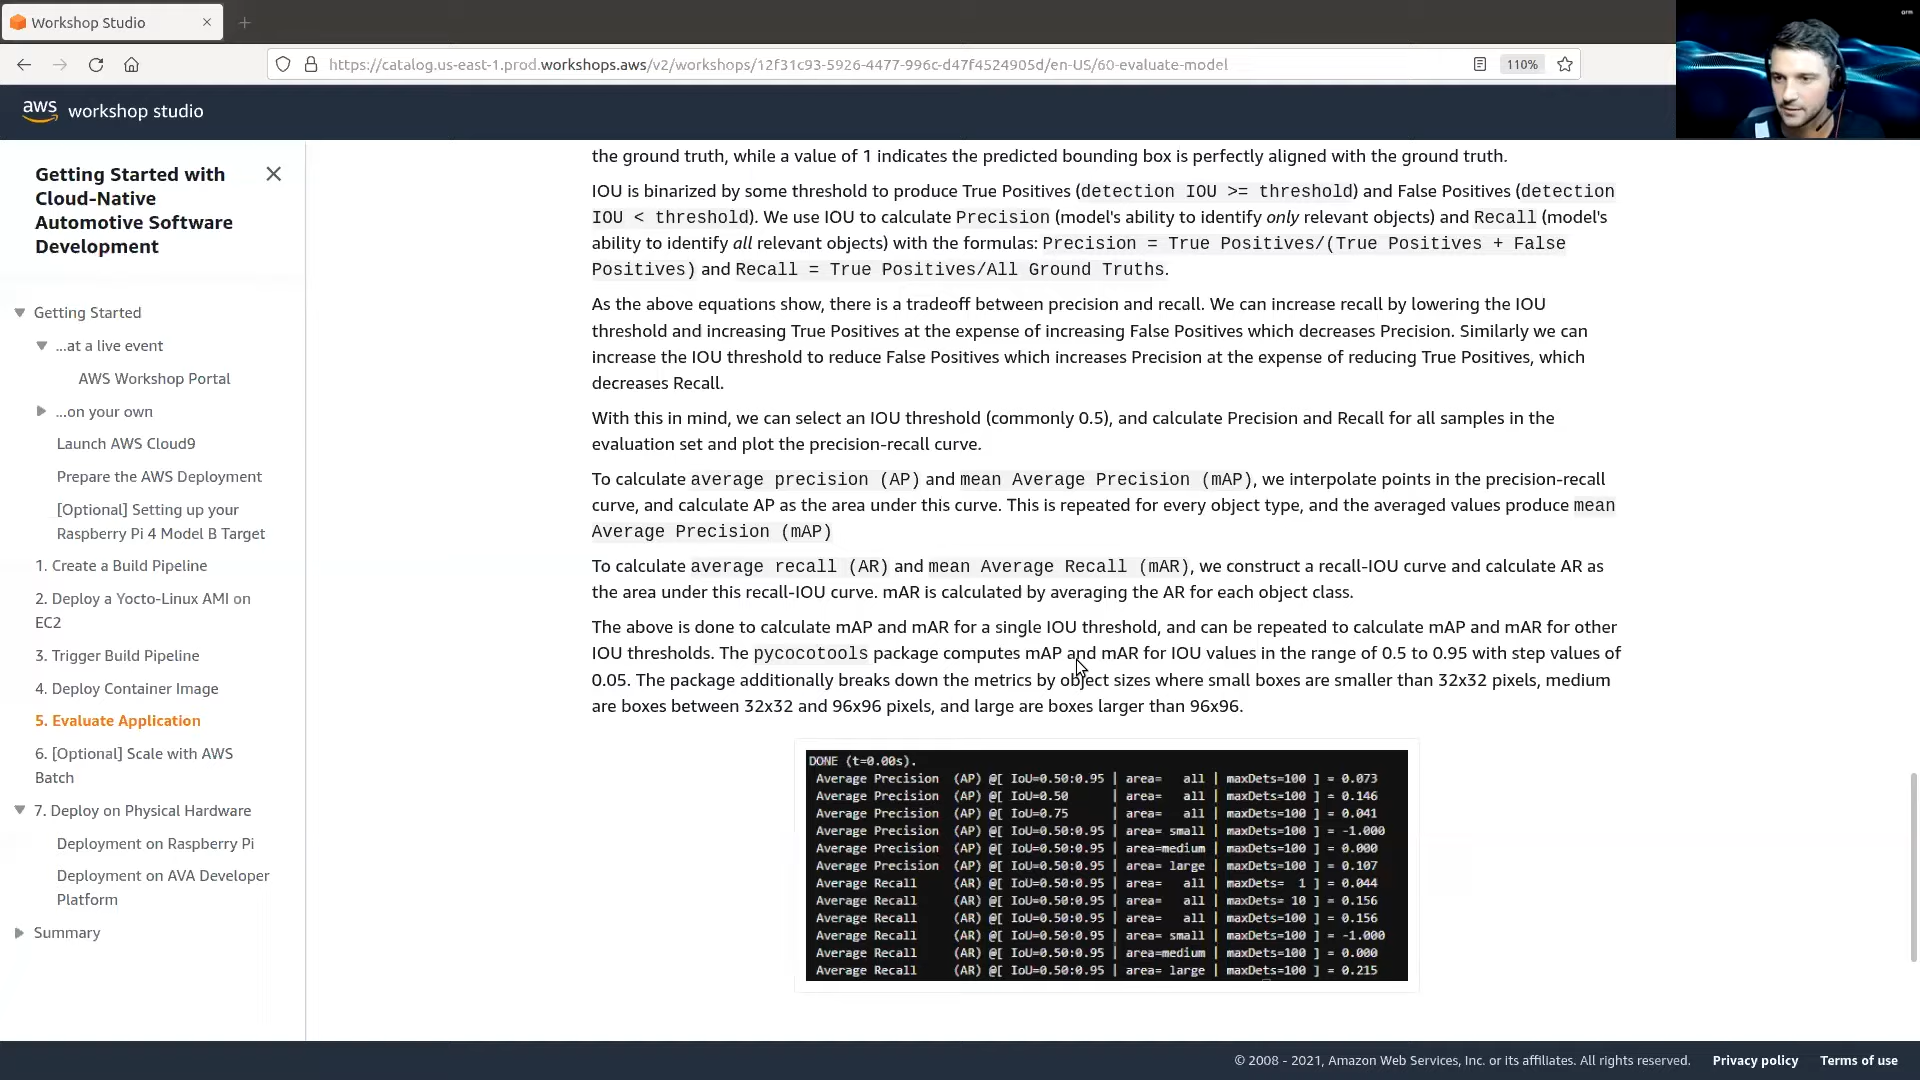 Workshop Studio
https://catalog.us-east-1.prod.workshops.aws/v2/workshops/12f31c93-5926-4477-996c-d47f4524905d/en-US/60-evaluate-model
110%
arm
aws workshop studio
Getting Started with
Cloud-Native
Automotive Software
Development
Getting Started
...at a live event
AWS Workshop Portal
...on your own
Launch AWS Cloud9
Prepare the AWS Deployment
[Optional] Setting up your
Raspberry Pi 4 Model B Target
1. Create a Build Pipeline
2. Deploy a Yocto-Linux AMI on
EC2
3. Trigger Build Pipeline
4. Deploy Container Image
5. Evaluate Application
6. [Optional] Scale with AWS
Batch
7. Deploy on Physical Hardware
Deployment on Raspberry Pi
Deployment on AVA Developer
Platform
Summary
the ground truth, while a value of 1 indicates the predicted bounding box is perfectly aligned with the ground truth.
IOU is binarized by some threshold to produce True Positives (detection IOU >= threshold) and False Positives (detection
IOU < threshold). We use IOU to calculate Precision (model's ability to identify only relevant objects) and Recall (model's
ability to identify all relevant objects) with the formulas: Precision = True Positives/(True Positives + False
Positives) and Recall = True Positives/All Ground Truths.
As the above equations show, there is a tradeoff between precision and recall. We can increase recall by lowering the IOU
threshold and increasing True Positives at the expense of increasing False Positives which decreases Precision. Similarly we can
increase the IOU threshold to reduce False Positives which increases Precision at the expense of reducing True Positives, which
decreases Recall.
With this in mind, we can select an IOU threshold (commonly 0.5), and calculate Precision and Recall for all samples in the
evaluation set and plot the precision-recall curve.
To calculate average precision (AP) and mean Average Precision (mAP), we interpolate points in the precision-recall
curve, and calculate AP as the area under this curve. This is repeated for every object type, and the averaged values produce mean
Average Precision (mAP)
To calculate average recall (AR) and mean Average Recall (mAR), we construct a recall-IOU curve and calculate AR as
the area under this recall-IOU curve. mAR is calculated by averaging the AR for each object class.
The above is done to calculate mAP and mAR for a single IOU threshold, and can be repeated to calculate mAP and mAR for other
IOU thresholds. The pycocotools package computes mAP and mAR for IOU values in the range of 0.5 to 0.95 with step values of
0.05. The package additionally breaks down the metrics by object sizes where small boxes are smaller than 32x32 pixels, medium
are boxes between 32x32 and 96x96 pixels, and large are boxes larger than 96x96.
DONE (t=0.00s).
Average Precision (AP) @[ IoU=0.50:0.95 | area= all | maxDets=100 ] = 0.073
Average Precision (AP) @[ IoU=0.50 | area= all | maxDets=100 ] = 0.146
Average Precision (AP) @[ IoU=0.75 | area= all | maxDets=100 ] = 0.041
Average Precision (AP) @[ IoU=0.50:0.95 | area= small | maxDets=100 ] = -1.000
Average Precision (AP) @[ IoU=0.50:0.95 | area=medium | maxDets=100 ] = 0.000
Average Precision (AP) @[ IoU=0.50:0.95 | area= large | maxDets=100 ] = 0.107
Average Recall (AR) @[ IoU=0.50:0.95 | area= all | maxDets= 1 ] = 0.044
Average Recall (AR) @[ IoU=0.50:0.95 | area= all | maxDets= 10 ] = 0.156
Average Recall (AR) @[ IoU=0.50:0.95 | area= all | maxDets=100 ] = 0.156
Average Recall (AR) @[ IoU=0.50:0.95 | area= small | maxDets=100 ] = -1.000
Average Recall (AR) @[ IoU=0.50:0.95 | area=medium | maxDets=100 ] = 0.000
Average Recall (AR) @[ IoU=0.50:0.95 | area= large | maxDets=100 ] = 0.215
© 2008 - 2021, Amazon Web Services, Inc. or its affiliates. All rights reserved. Privacy policy Terms of use